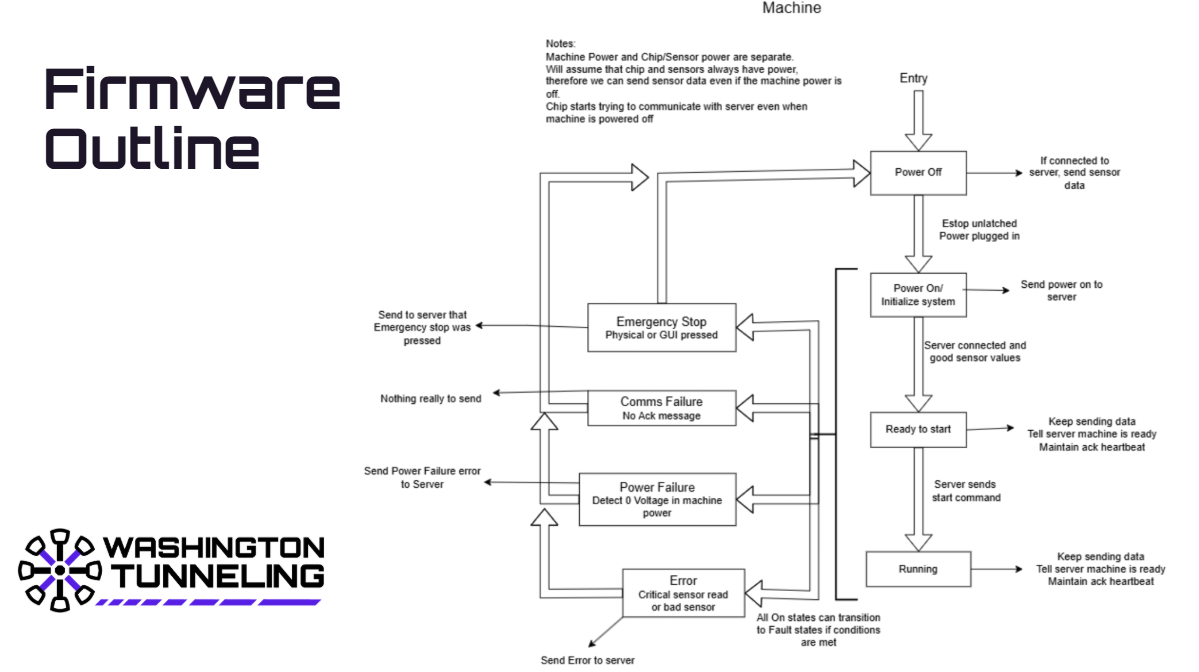 Machine
Firmware
Outline
Notes:
Machine Power and Chip/Sensor power are separate.
Will assume that chip and sensors always have power,
therefore we can send sensor data even if the machine power is
off.
Chip starts trying to communicate with server even when
machine is powered off
Entry
Power Off
If connected to
server, send sensor
data
Estop unlatched
Power plugged in
Power On/
Initialize system
Send power on to
server
Send to server that
Emergency stop was
pressed
Emergency Stop
Physical or GUI pressed
Server connected and
good sensor values
Nothing really to send
Comms Failure
No Ack message
Ready to start
Keep sending data
Tell server machine is ready
Maintain ack heartbeat
Send Power Failure error
to Server
Power Failure
Detect 0 Voltage in machine
power
Server sends
start command
WASHINGTON
TUNNELING
Error
Critical sensor read
or bad sensor
Running
Keep sending data
Tell server machine is ready
Maintain ack heartbeat
All On states can transition
to Fault states if conditions
are met
Send Error to server